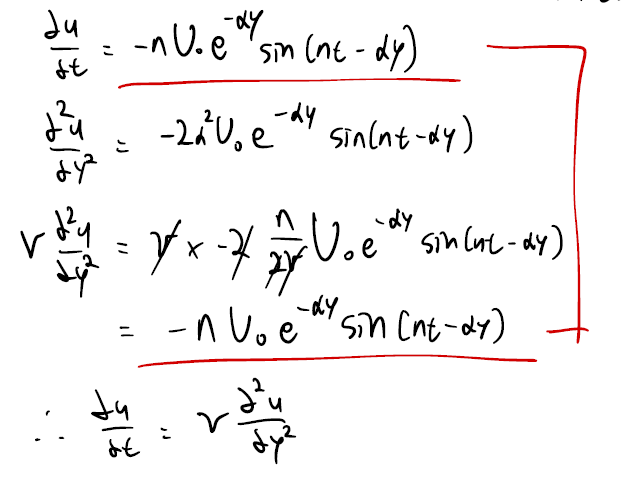 ∂u/∂t = -nU₀e^(-αy) sin(nt - αy)
∂²u/∂y² = -2α²U₀e^(-αy) sin(nt - αy)
ν ∂²u/∂y² = ν × -2 n/2ν U₀e^(-αy) sin(nt - αy)
= -nU₀e^(-αy) sin(nt - αy)
∴ ∂u/∂t = ν ∂²u/∂y²